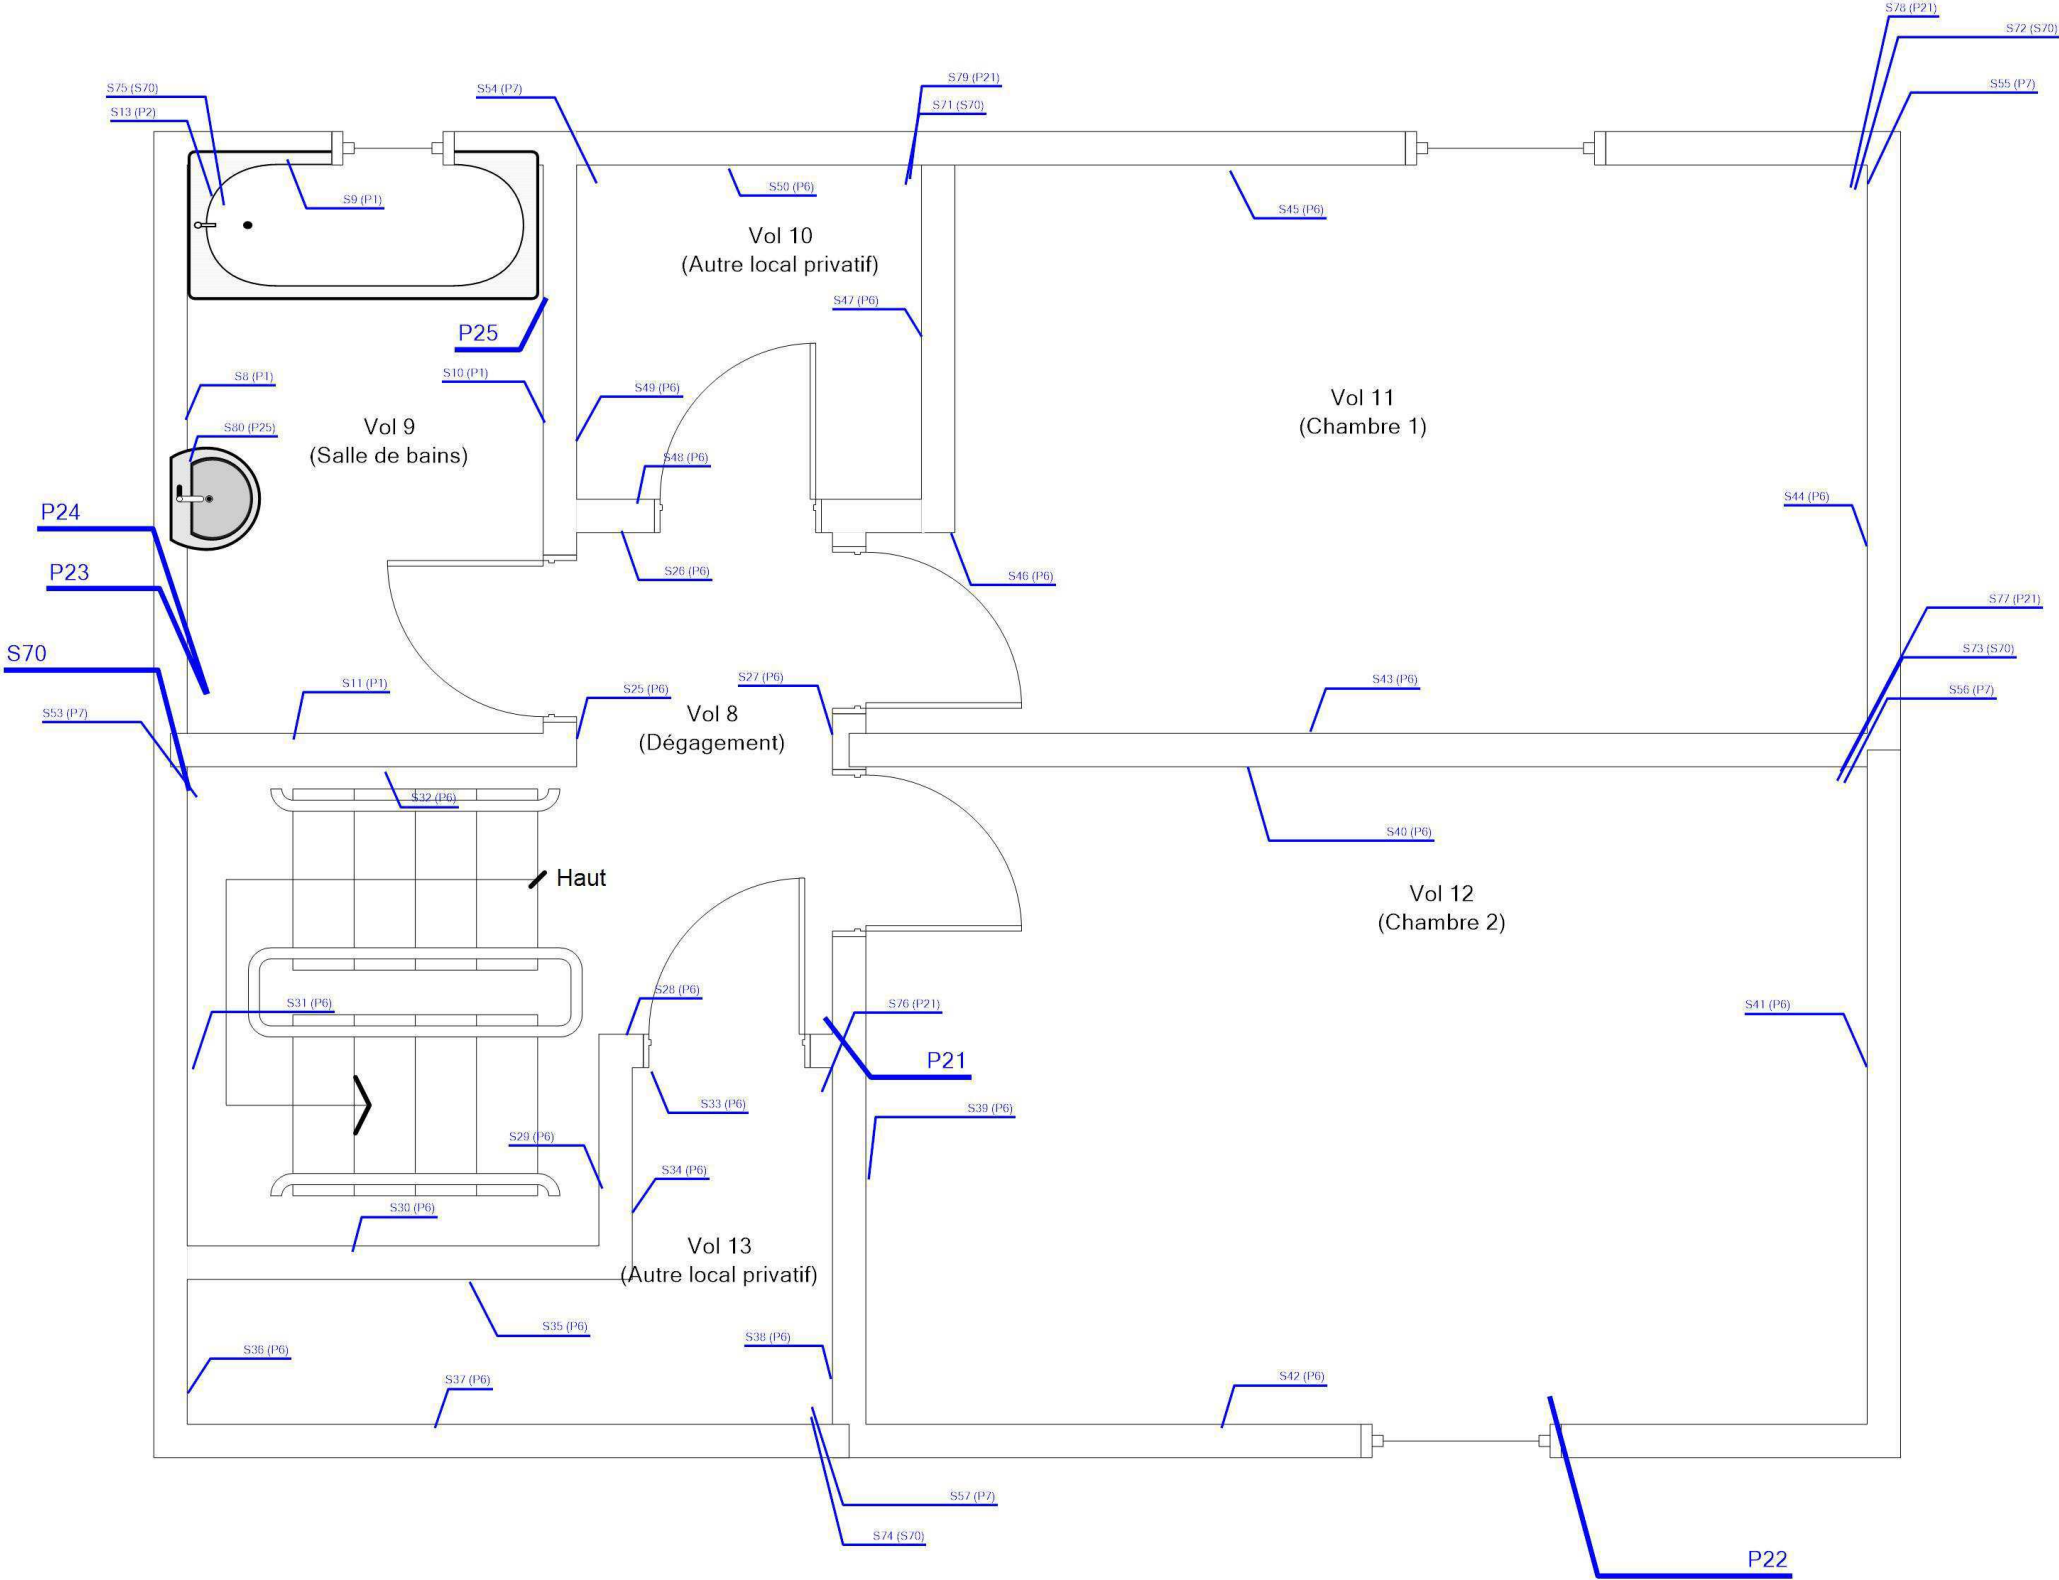 S78 (P21)
S72 (S70)
S79 (P21)
S75 (S70)
S54 (P7)
S55 (P7)
S71 (S70)
S13 (P2)
S50 (P6)
S9 (P1)
S45 (P6)
Vol 10
(Autre local privatif)
S47 (P6)
P25
S8 (P1)
S10 (P1)
S49 (P6)
Vol 11
(Chambre 1)
S80 (P25)
Vol 9
(Salle de bains)
S48 (P6)
S44 (P6)
P24
P23
S26 (P6)
S46 (P6)
S77 (P21)
S70
S73 (S70)
S11 (P1)
S25 (P6)
S27 (P6)
S43 (P6)
S56 (P7)
S53 (P7)
Vol 8
(Dégagement)
S32 (P6)
S40 (P6)
Haut
Vol 12
(Chambre 2)
S31 (P6)
S28 (P6)
S76 (P21)
S41 (P6)
P21
S33 (P6)
S39 (P6)
S29 (P6)
S34 (P6)
S30 (P6)
Vol 13
(Autre local privatif)
S35 (P6)
S36 (P6)
S38 (P6)
S37 (P6)
S42 (P6)
S57 (P7)
S74 (S70)
P22